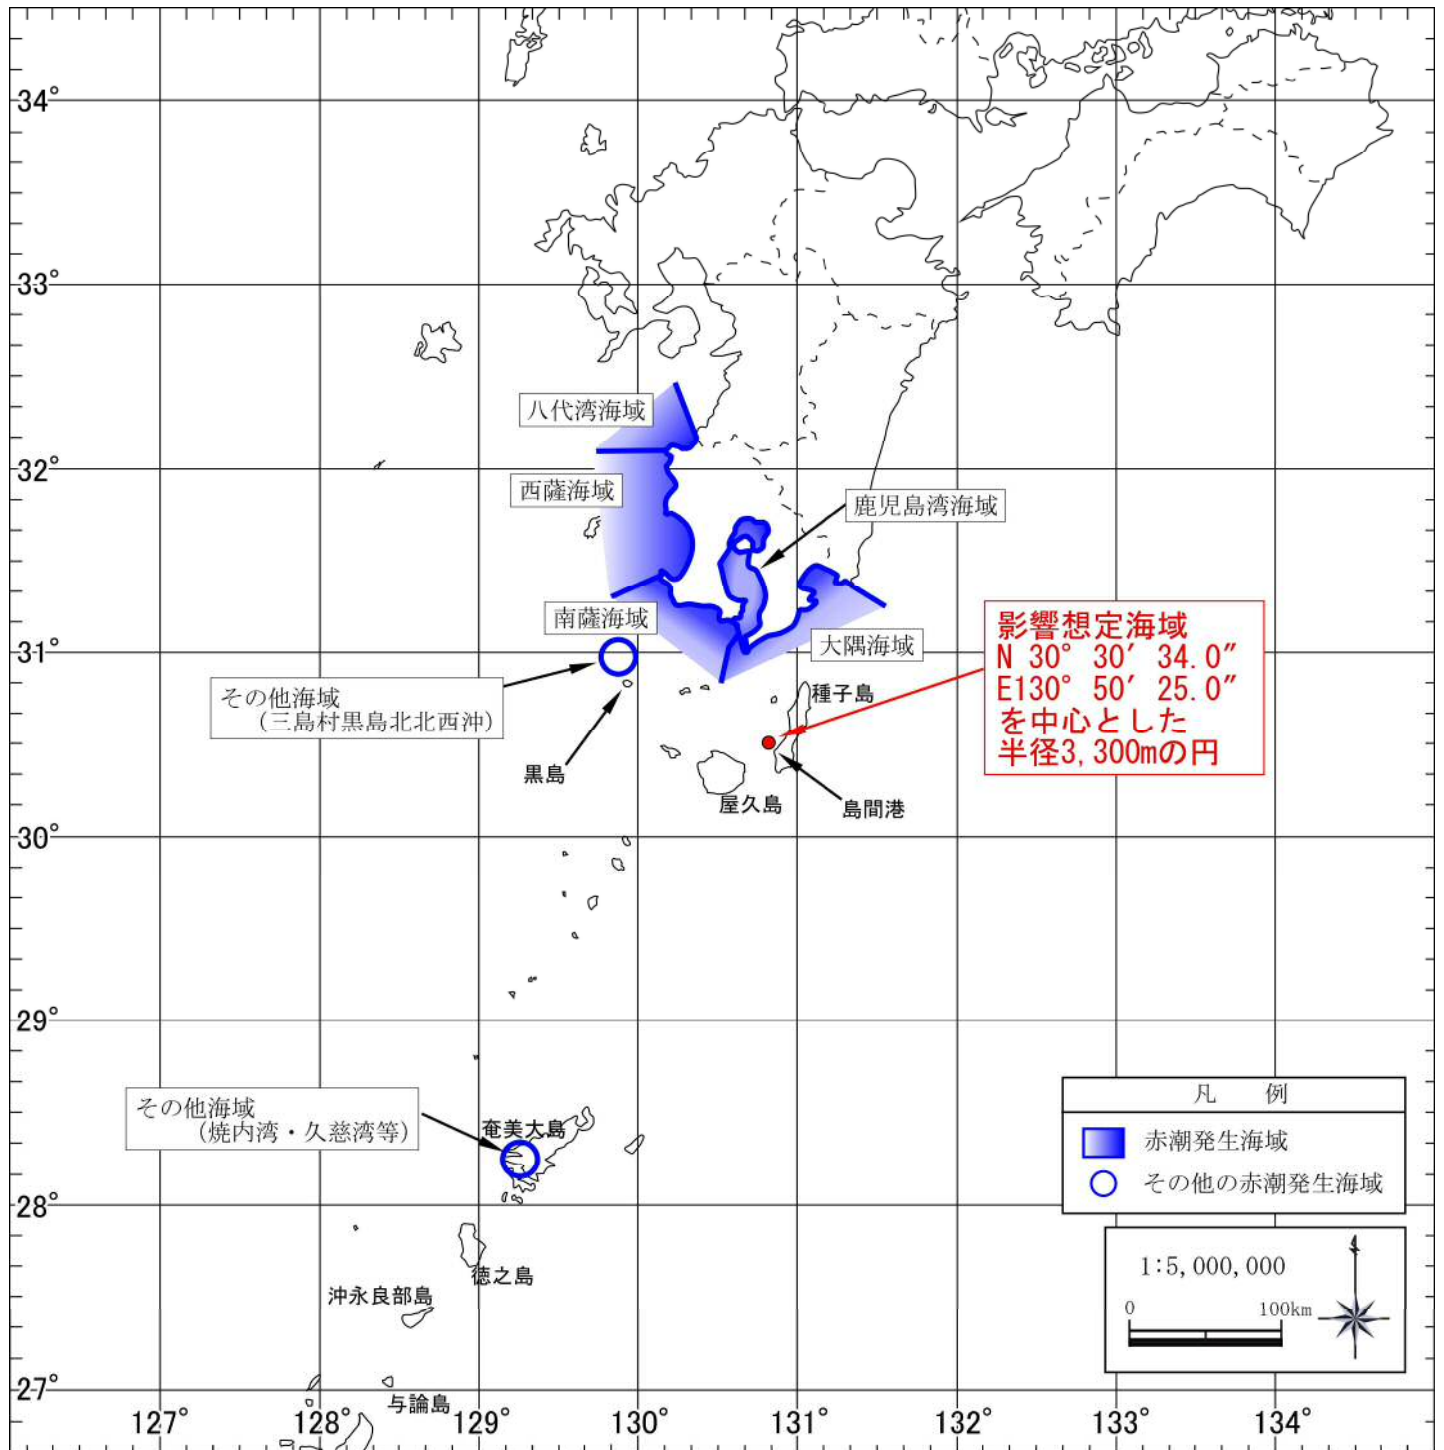 34°
33°
八代湾海域
32°
西薩海域
鹿児島湾海域
南薩海域
31°
大隅海域
影響想定海域
N 30° 30′ 34.0″
E130° 50′ 25.0″
を中心とした
半径3,300mの円
その他海域
（三島村黒島北北西沖）
種子島
黒島
屋久島
島間港
30°
29°
その他海域
（焼内湾・久慈湾等）
奄美大島
凡　例
赤潮発生海域
その他の赤潮発生海域
28°
徳之島
沖永良部島
1:5,000,000
0
100km
27°
与論島
127°
128°
129°
130°
131°
132°
133°
134°